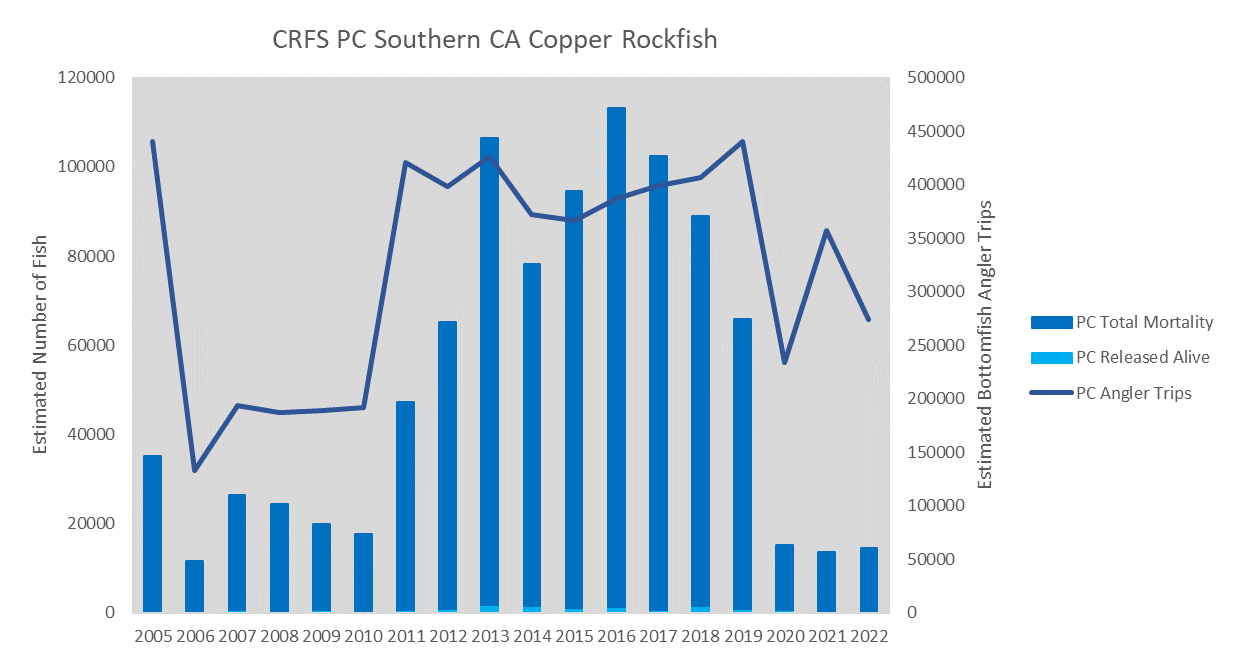 CRFS PC Southern CA Copper Rockfish
Estimated Number of Fish
120000
100000
80000
60000
40000
20000
0
500000
450000
400000
350000
300000
250000
200000
150000
100000
50000
0
Estimated Bottomfish Angler Trips
2005 2006 2007 2008 2009 2010 2011 2012 2013 2014 2015 2016 2017 2018 2019 2020 2021 2022
PC Total Mortality
PC Released Alive
PC Angler Trips